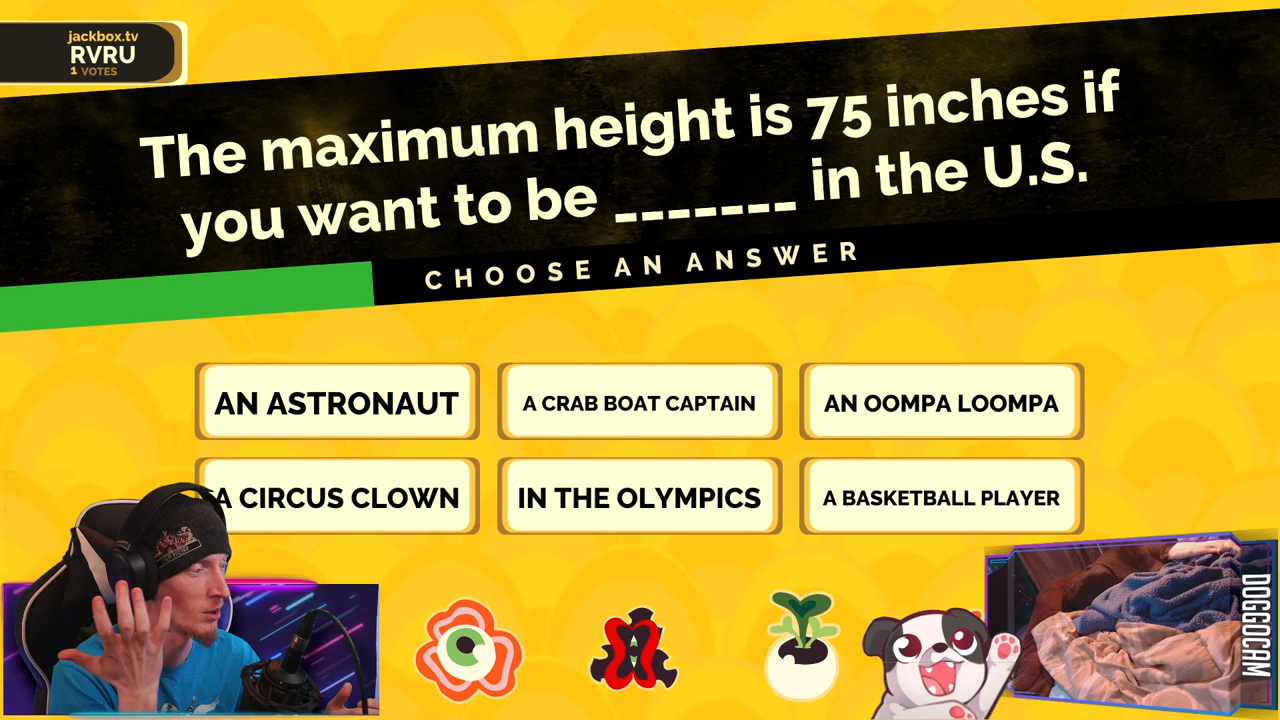 jackbox.tv
RVRU
1 VOTES
The maximum height is 75 inches if
you want to be _______ in the U.S.
CHOOSE AN ANSWER
AN ASTRONAUT
A CRAB BOAT CAPTAIN
AN OOMPA LOOMPA
A CIRCUS CLOWN
IN THE OLYMPICS
A BASKETBALL PLAYER
DOGGOCAM